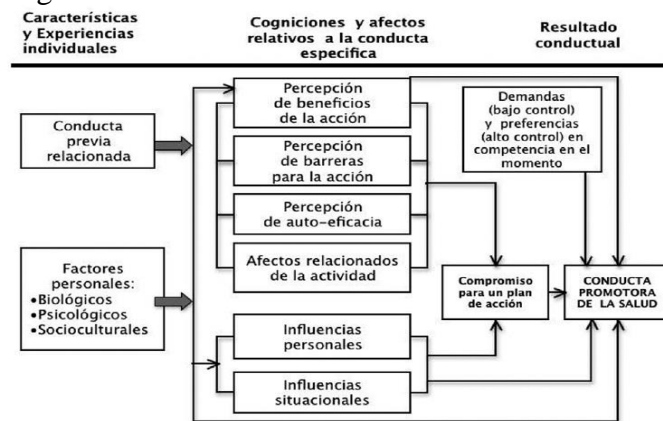 Características
y Experiencias
individuales
Cogniciones y afectos
relativos a la conducta
especifica
Resultado
conductual
Conducta
previa
relacionada
Factores
personales:
•Biológicos
•Psicológicos
•Socioculturales
Percepción
de beneficios
de la acción
Percepción
de barreras
para la acción
Percepción
de auto-eficacia
Afectos relacionados
de la actividad
Influencias
personales
Influencias
situacionales
Demandas
(bajo control)
y preferencias
(alto control) en
competencia en el
momento
Compromiso
para un plan
de acción
CONDUCTA
PROMOTORA
DE LA SALUD